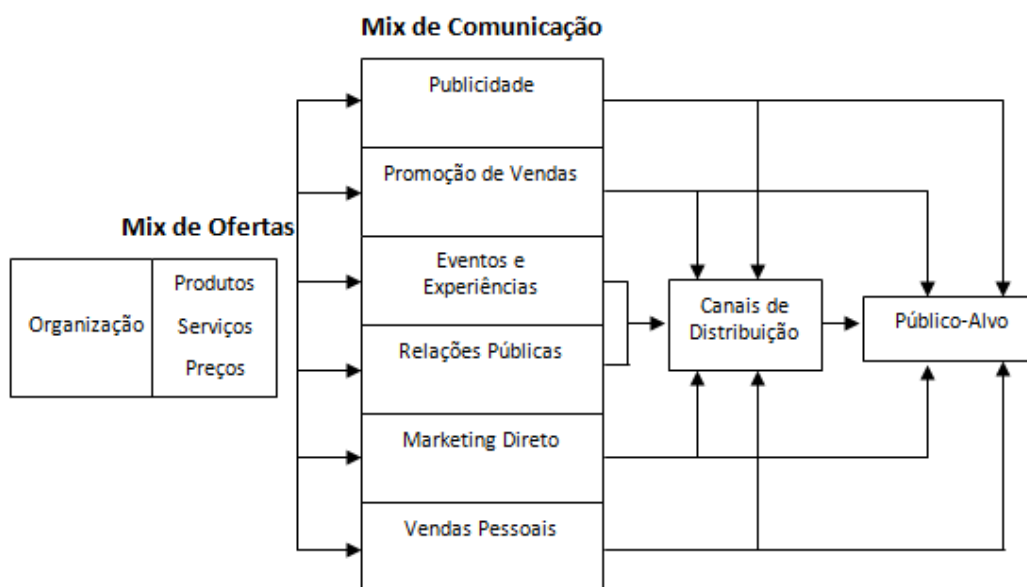 Mix de Comunicação
Publicidade
Promoção de Vendas
Mix de Ofertas
Organização
Produtos
Serviços
Preços
Eventos e
Experiências
Relações Públicas
Marketing Direto
Vendas Pessoais
Canais de
Distribuição
Público-Alvo